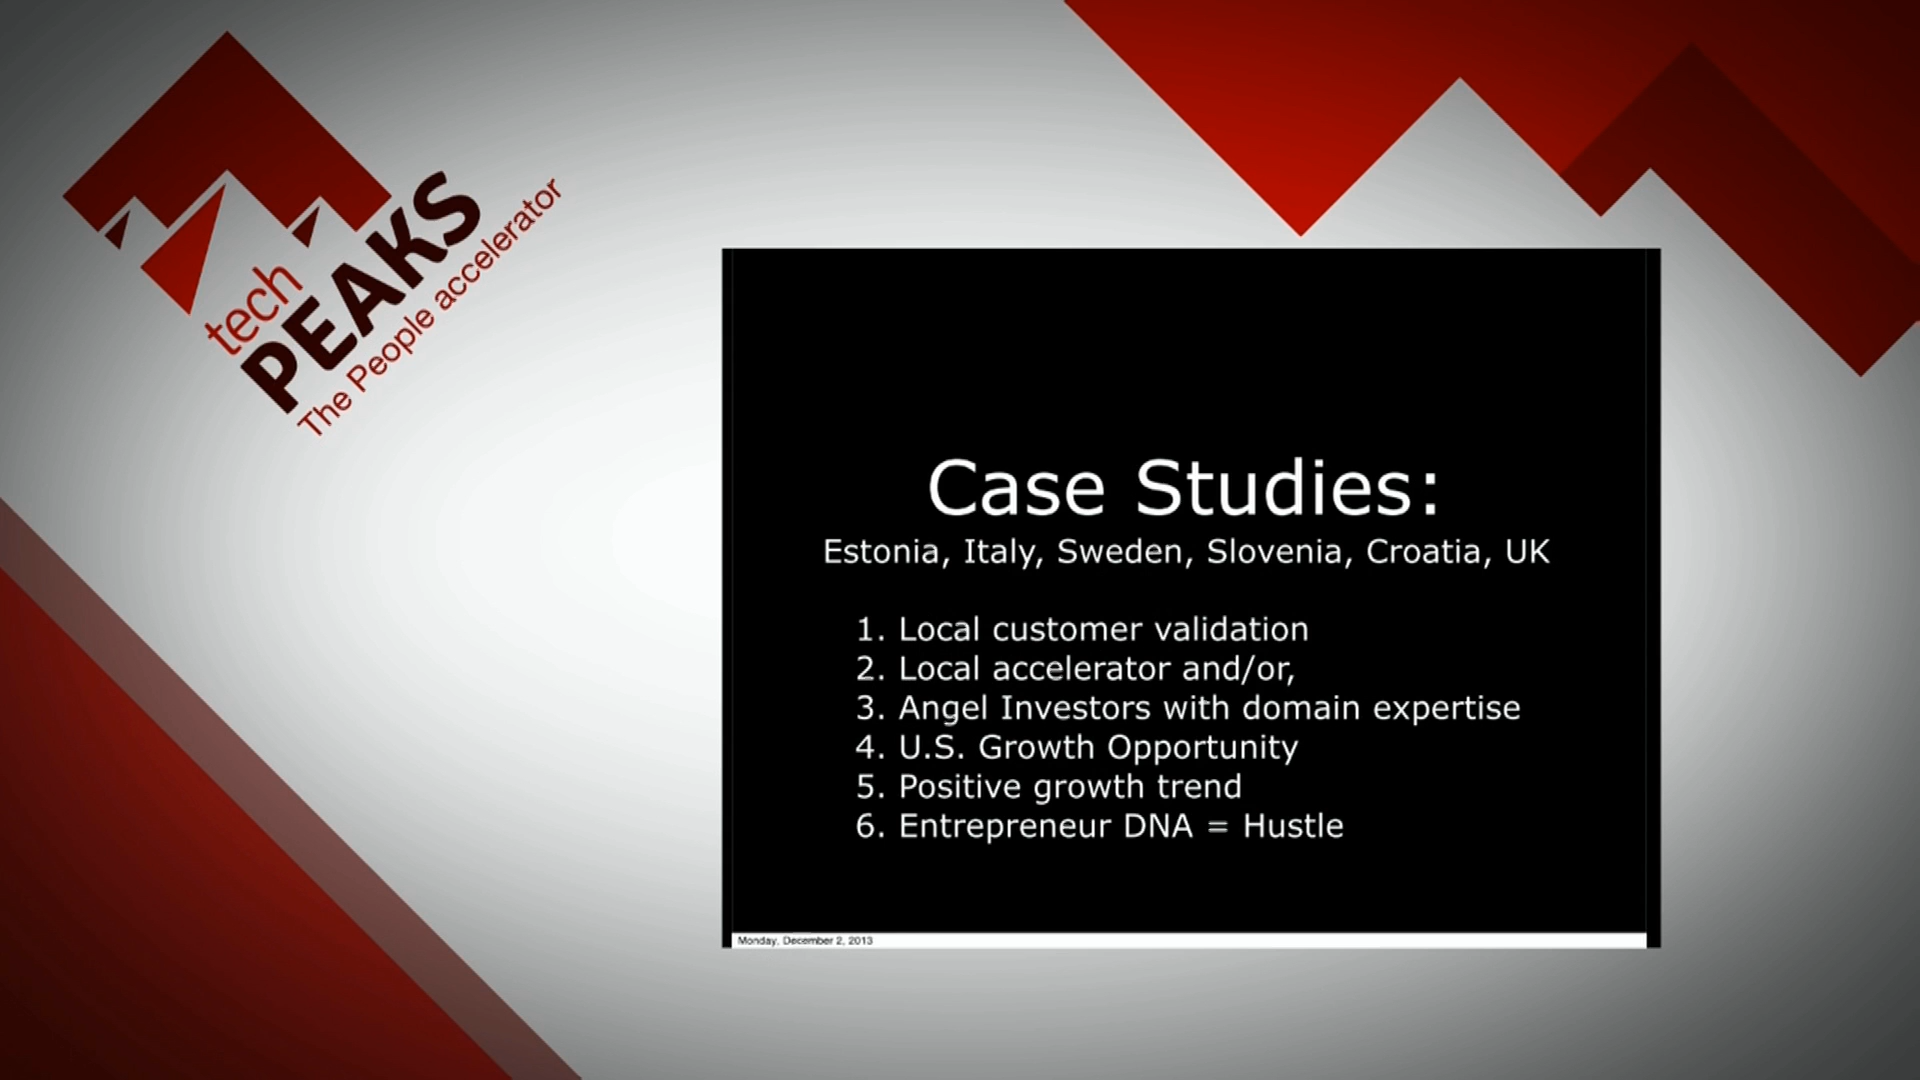 tech
PEAKS
The People accelerator
Case Studies:
Estonia, Italy, Sweden, Slovenia, Croatia, UK
1. Local customer validation
2. Local accelerator and/or,
3. Angel Investors with domain expertise
4. U.S. Growth Opportunity
5. Positive growth trend
6. Entrepreneur DNA = Hustle
Monday, December 2, 2013